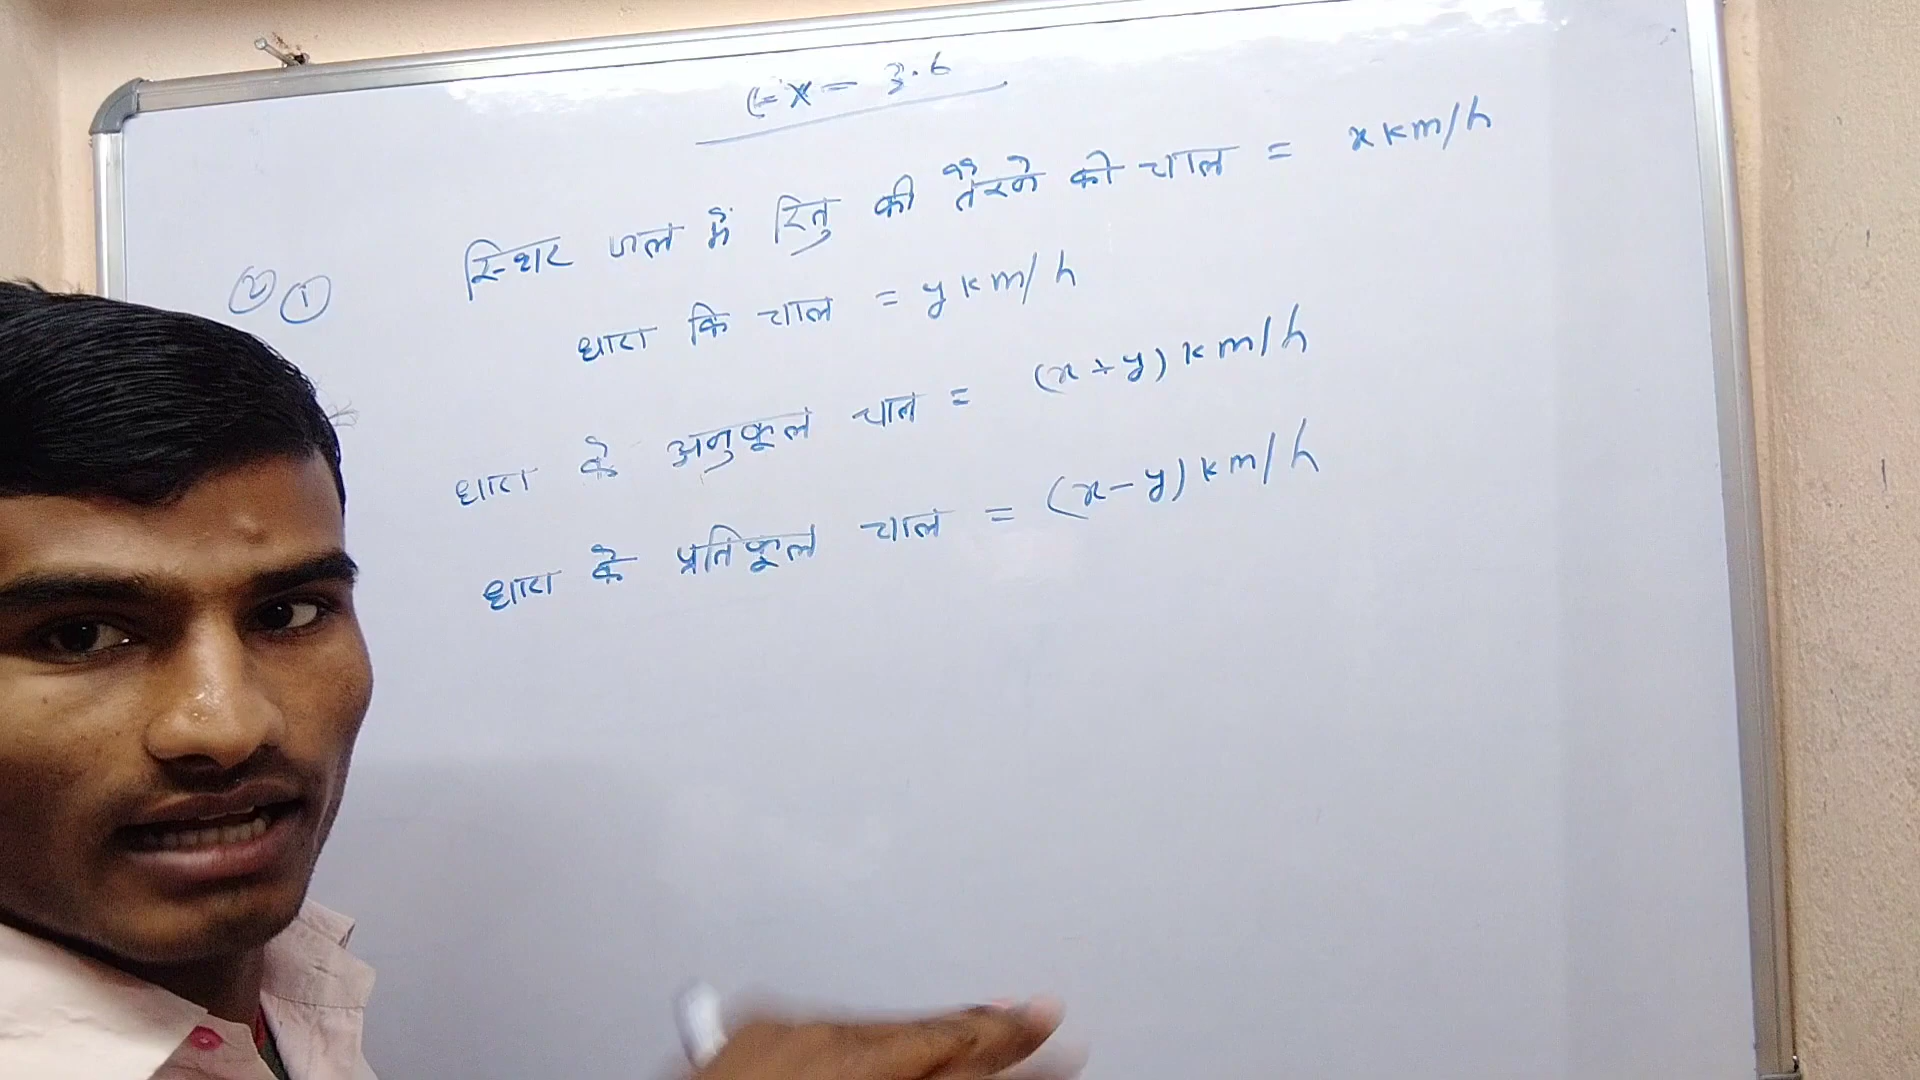 Ex - 3.6
② ① स्थिर जल में रितु की तैरने की चाल = x km/h
धारा कि चाल = y km/h
धारा के अनुकूल चाल = (x + y) km/h
धारा के प्रतिकूल चाल = (x - y) km/h